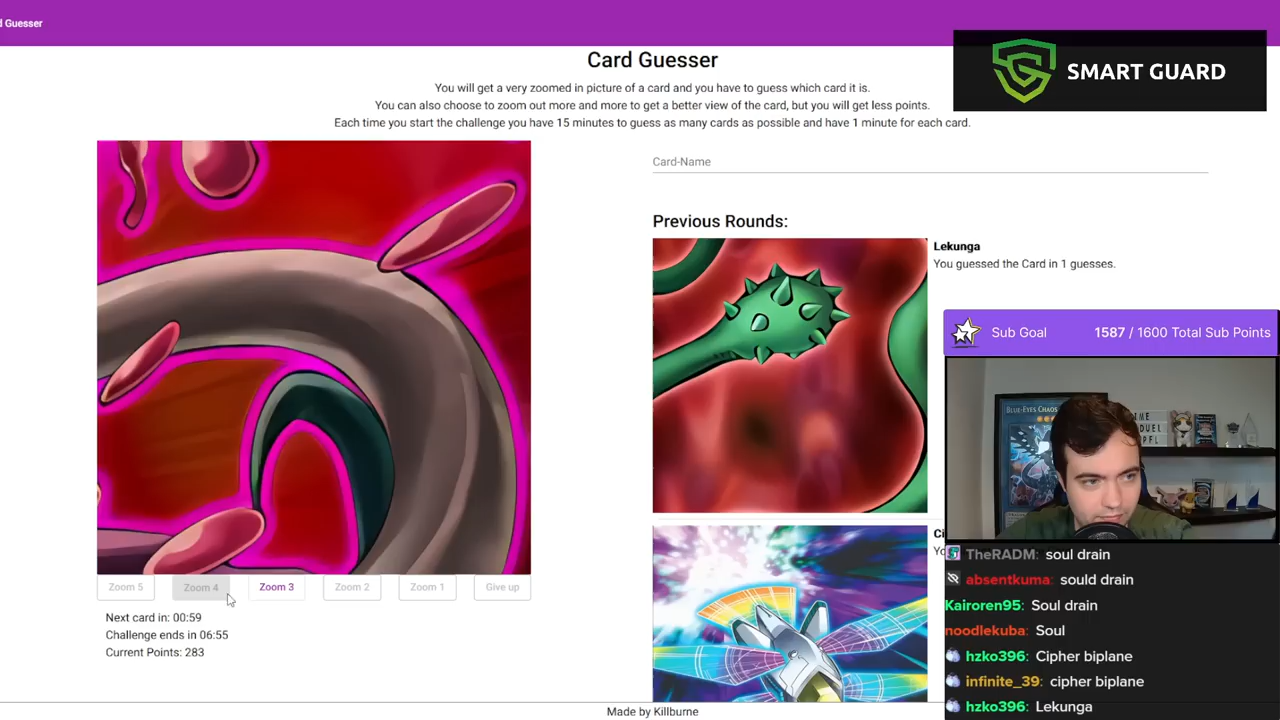 d Guesser
SMART GUARD
Card Guesser
You will get a very zoomed in picture of a card and you have to guess which card it is.
You can also choose to zoom out more and more to get a better view of the card, but you will get less points.
Each time you start the challenge you have 15 minutes to guess as many cards as possible and have 1 minute for each card.
Card-Name
Previous Rounds:
Lekunga
You guessed the Card in 1 guesses.
Sub Goal 1587 / 1600 Total Sub Points
BLUE-EYES CHAOS
Ci
Yo
TheRADM: soul drain
absentkuma: sould drain
Kairoren95: Soul drain
noodlekuba: Soul
hzko396: Cipher biplane
infinite_39: cipher biplane
hzko396: Lekunga
Zoom 5 Zoom 4 Zoom 3 Zoom 2 Zoom 1 Give up
Next card in: 00:59
Challenge ends in 06:55
Current Points: 283
Made by Killburne